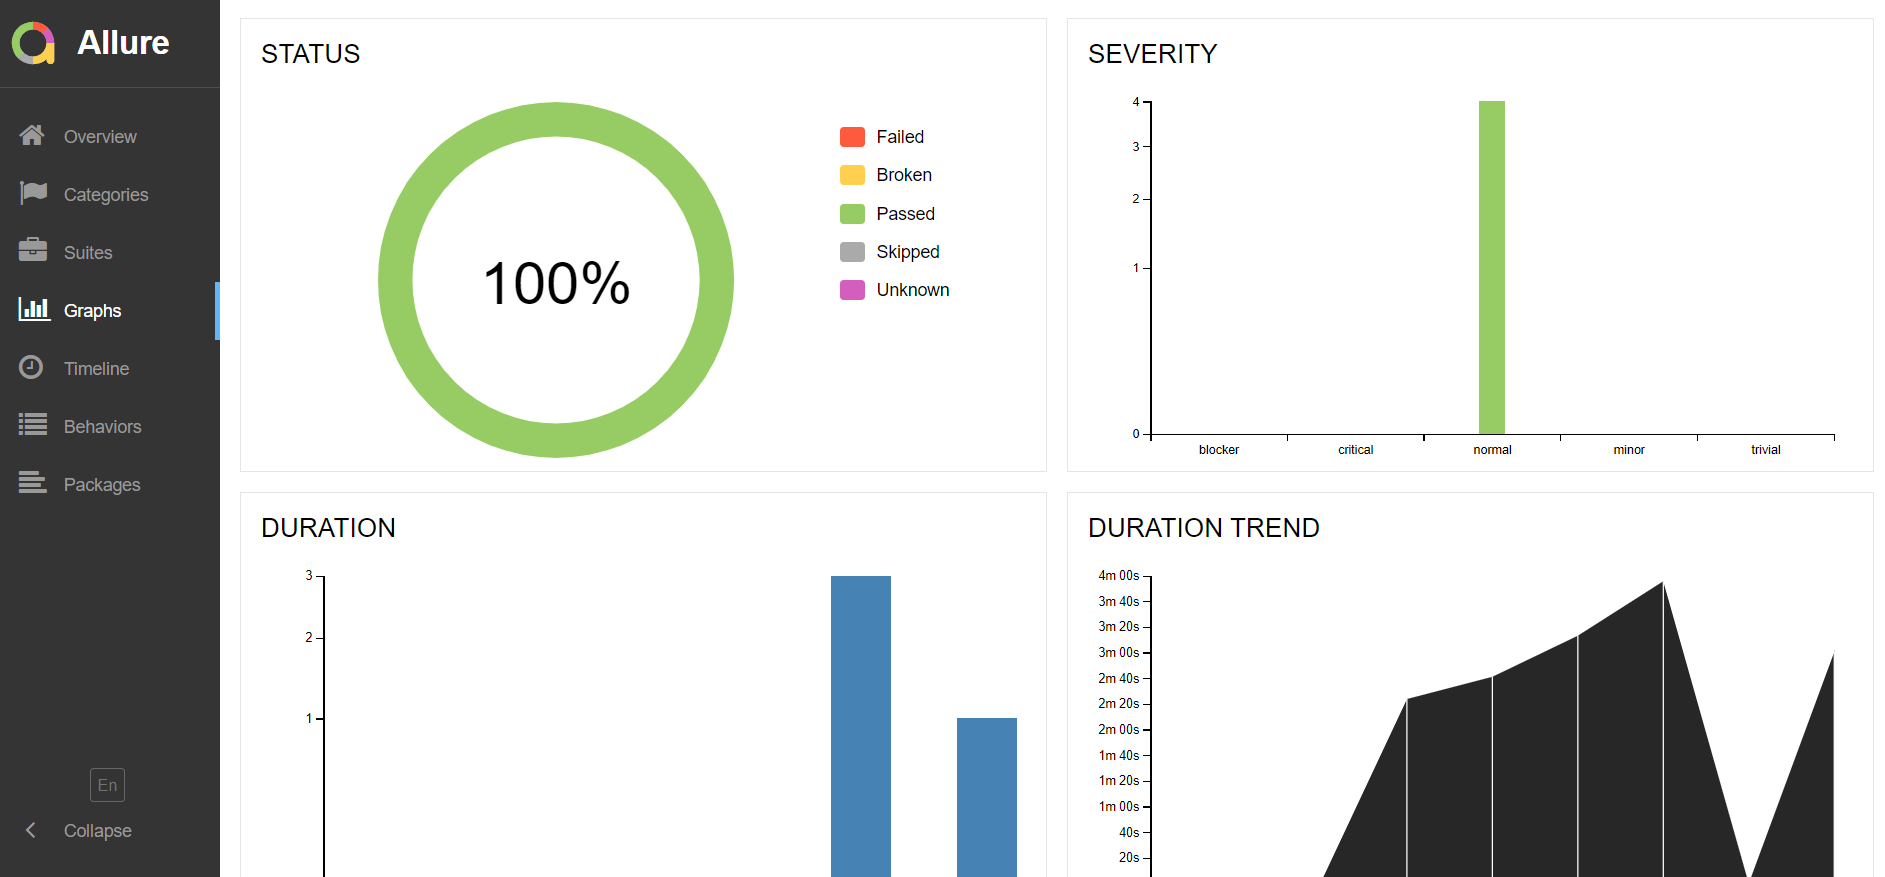 Allure
Overview
Categories
Suites
Graphs
Timeline
Behaviors
Packages
En
Collapse
STATUS
100%
Failed
Broken
Passed
Skipped
Unknown
SEVERITY
4
3
2
1
0
blocker critical normal minor trivial
DURATION
3
2
1
DURATION TREND
4m 00s
3m 40s
3m 20s
3m 00s
2m 40s
2m 20s
2m 00s
1m 40s
1m 20s
1m 00s
40s
20s